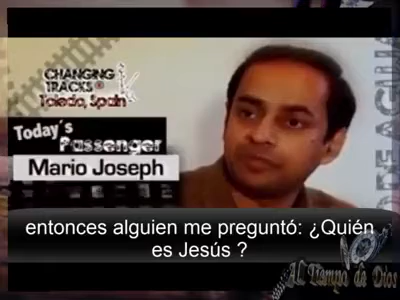 CHANGING
TRACKS
Toledo, Spain
Today´s
Passenger
Mario Joseph
entonces alguien me preguntó: ¿Quién
es Jesús ?
AL Tiempo de Dios